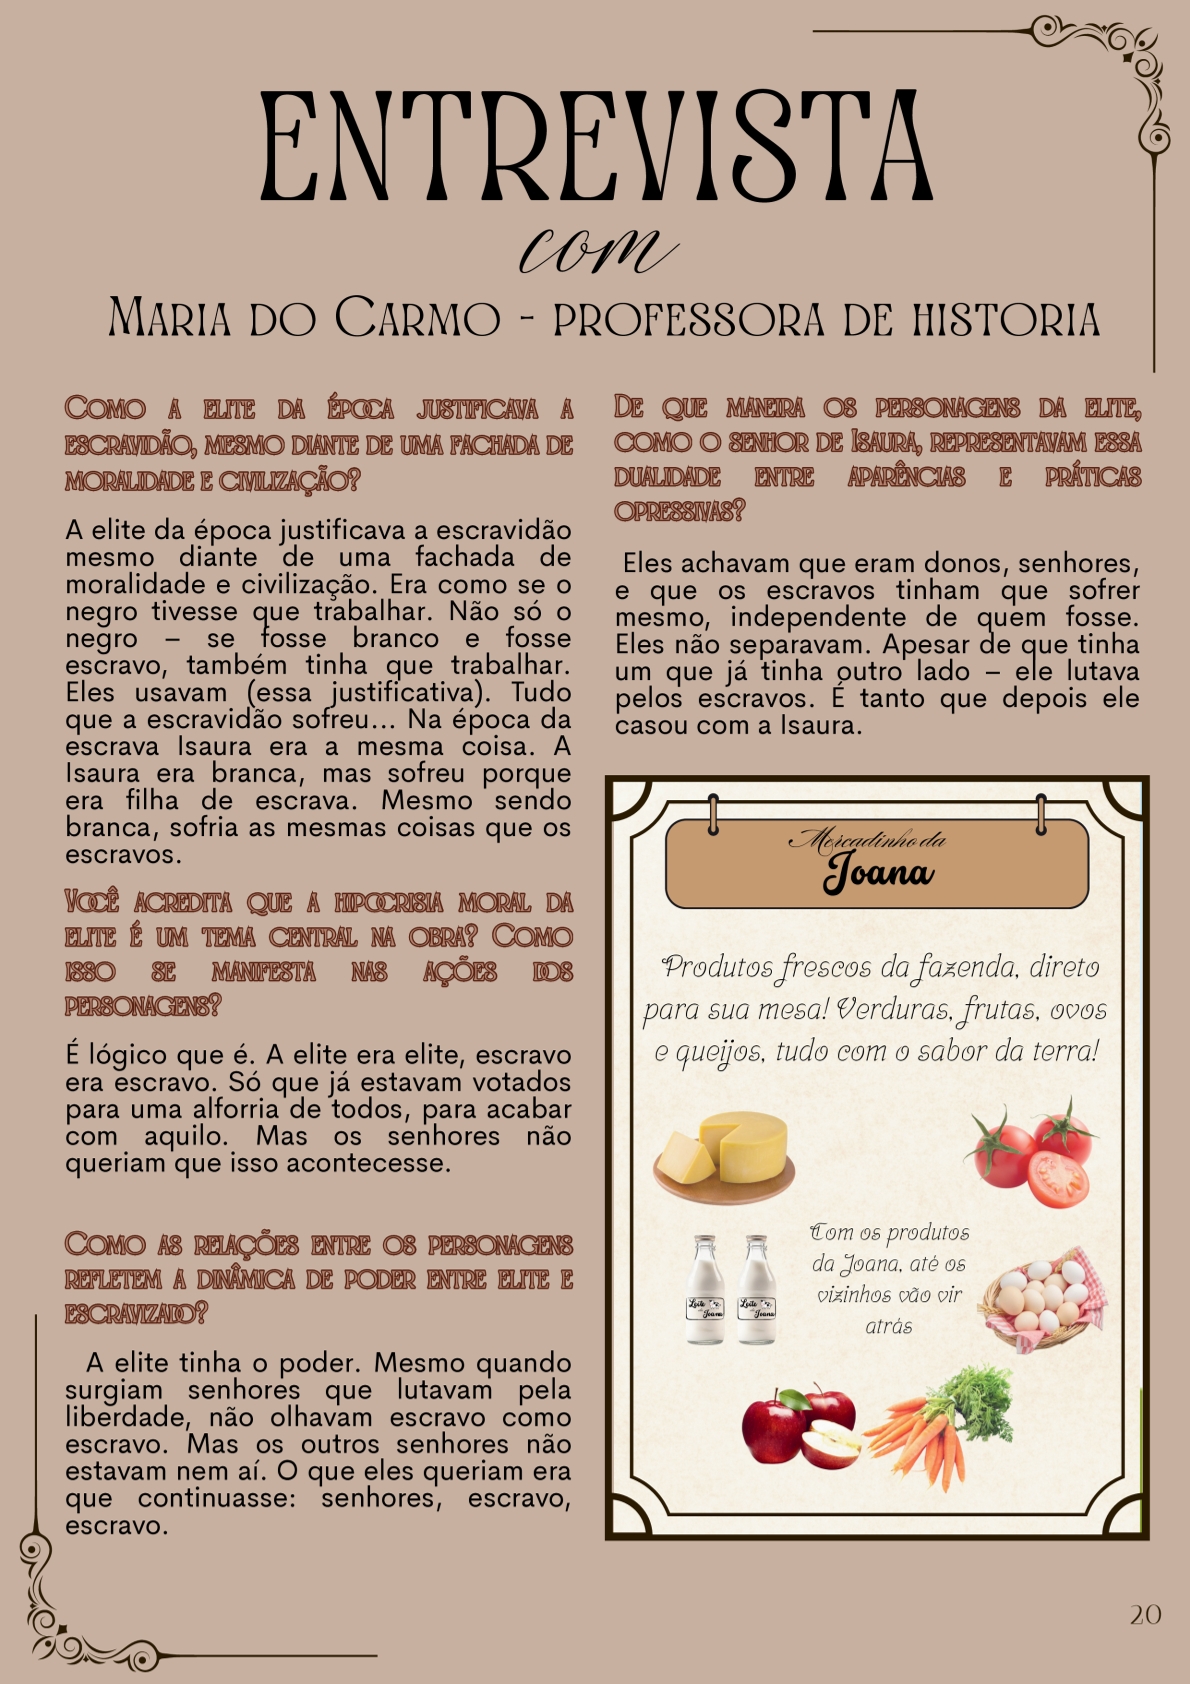 ENTREVISTA
com
Maria do Carmo - professora de historia
Como a elite da época justificava a
escravidão, mesmo diante de uma fachada de
moralidade e civilização?
A elite da época justificava a escravidão
mesmo diante de uma fachada de
moralidade e civilização. Era como se o
negro tivesse que trabalhar. Não só o
negro – se fosse branco e fosse
escravo, também tinha que trabalhar.
Eles usavam (essa justificativa). Tudo
que a escravidão sofreu... Na época da
escrava Isaura era a mesma coisa. A
Isaura era branca, mas sofreu porque
era filha de escrava. Mesmo sendo
branca, sofria as mesmas coisas que os
escravos.
Você acredita que a hipocrisia moral da
elite é um tema central na obra? Como
isso se manifesta nas ações dos
personagens?
É lógico que é. A elite era elite, escravo
era escravo. Só que já estavam votados
para uma alforria de todos, para acabar
com aquilo. Mas os senhores não
queriam que isso acontecesse.
Como as relações entre os personagens
refletem a dinâmica de poder entre elite e
escravizado?
A elite tinha o poder. Mesmo quando
surgiam senhores que lutavam pela
liberdade, não olhavam escravo como
escravo. Mas os outros senhores não
estavam nem aí. O que eles queriam era
que continuasse: senhores, escravo,
escravo.
De que maneira os personagens da elite,
como o senhor de Isaura, representavam essa
dualidade entre aparências e práticas
opressivas?
Eles achavam que eram donos, senhores,
e que os escravos tinham que sofrer
mesmo, independente de quem fosse.
Eles não separavam. Apesar de que tinha
um que já tinha outro lado – ele lutava
pelos escravos. É tanto que depois ele
casou com a Isaura.
Mercadinho da
Joana
Produtos frescos da fazenda, direto
para sua mesa! Verduras, frutas, ovos
e queijos, tudo com o sabor da terra!
Com os produtos
da Joana, até os
vizinhos vão vir
atrás
Leite
Joana
Leite
Joana
20